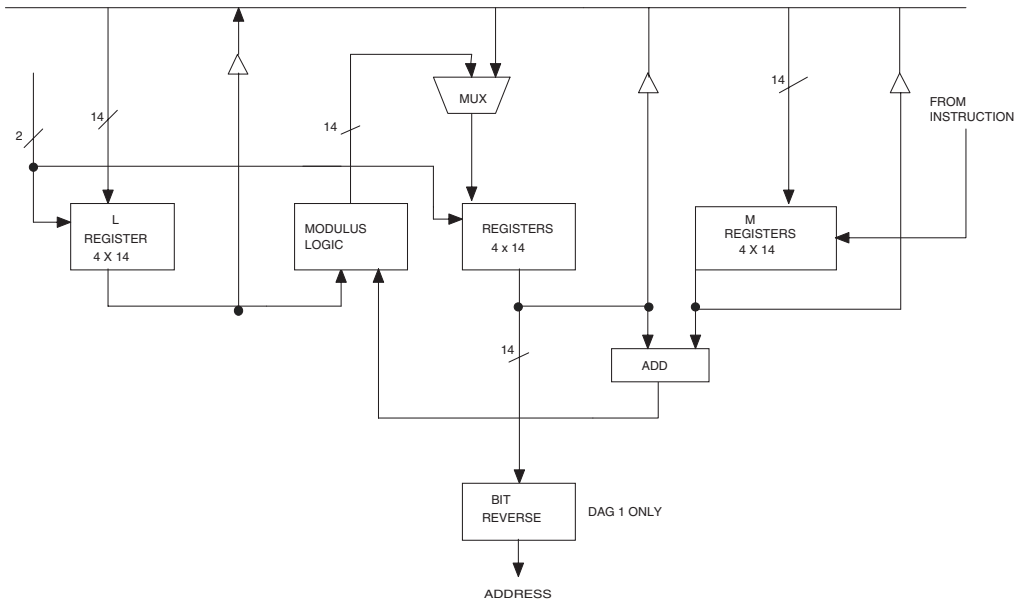 MUX
14
FROM
INSTRUCTION
14
14
2
L
REGISTER
4 X 14
MODULUS
LOGIC
REGISTERS
4 x 14
M
REGISTERS
4 X 14
14
ADD
BIT
REVERSE
DAG 1 ONLY
ADDRESS